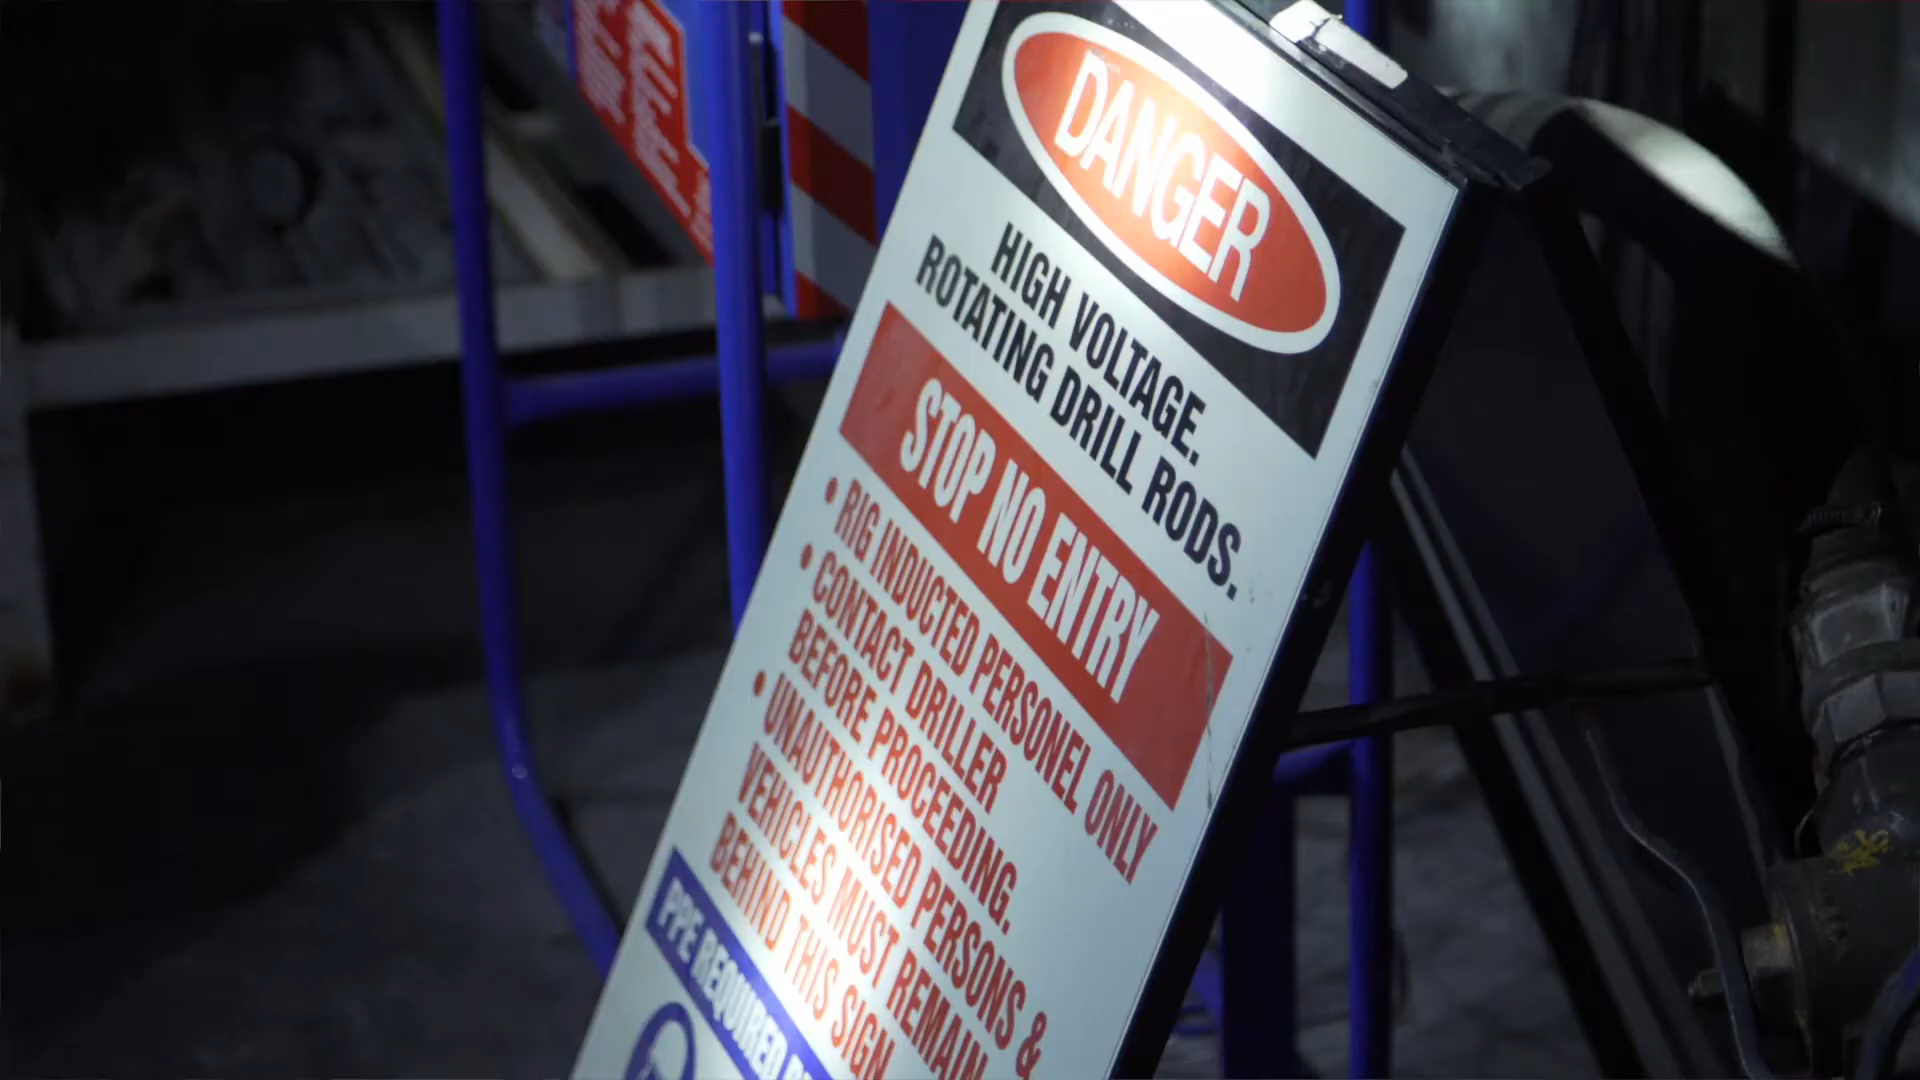 DANGER
HIGH VOLTAGE.
ROTATING DRILL RODS.
STOP NO ENTRY
• RIG INDUCTED PERSONEL ONLY
• CONTACT DRILLER
BEFORE PROCEEDING.
• UNAUTHORISED PERSONS &
VEHICLES MUST REMAIN
BEHIND THIS SIGN
PPE REQUIRED